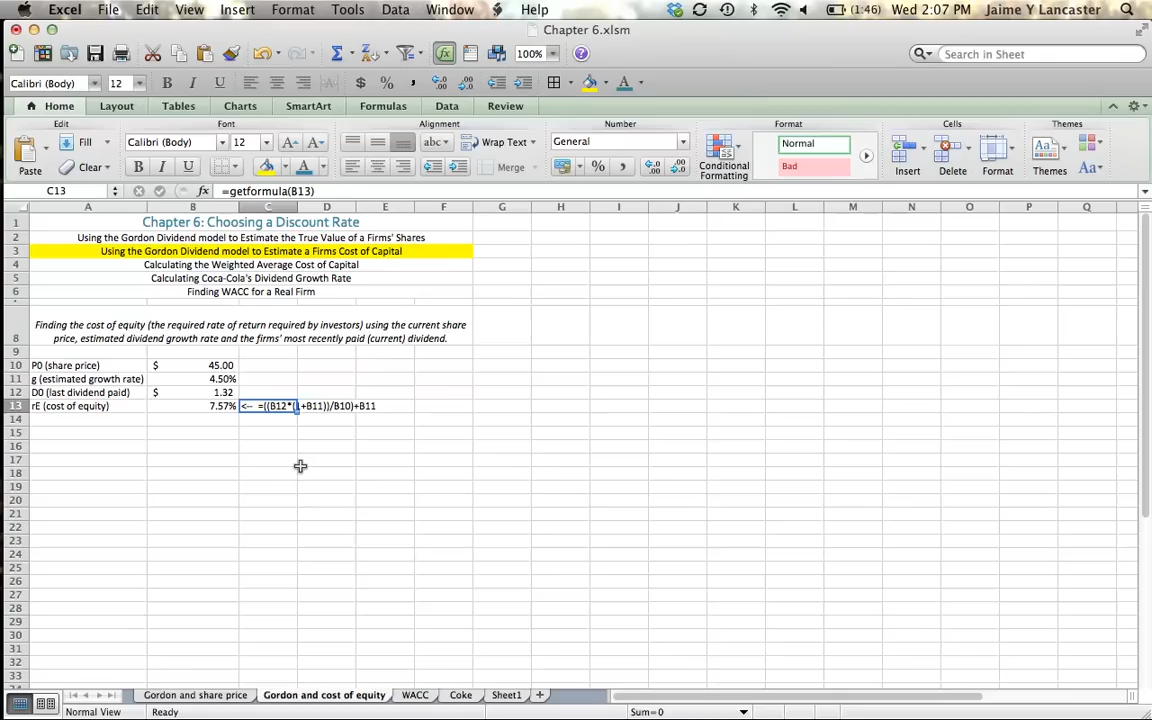 Excel File Edit View Insert Format Tools Data Window Help (1:46) Wed 2:07 PM Jaime Y Lancaster
Chapter 6.xlsm
100% Search in Sheet
Calibri (Body) 12 B I U $ % A
Home Layout Tables Charts SmartArt Formulas Data Review
Edit Font Alignment Number Format Cells Themes
Fill Calibri (Body) 12 A A abc Wrap Text General Normal
Paste Clear B I U A Merge % Bad Conditional Formatting Insert Delete Format Themes Aa
C13 fx =getformula(B13)
A B C D E F G H I J K L M N O P Q
1 Chapter 6: Choosing a Discount Rate
2 Using the Gordon Dividend model to Estimate the True Value of a Firms' Shares
3 Using the Gordon Dividend model to Estimate a Firms Cost of Capital
4 Calculating the Weighted Average Cost of Capital
5 Calculating Coca-Cola's Dividend Growth Rate
6 Finding WACC for a Real Firm
Finding the cost of equity (the required rate of return required by investors) using the current share
8 price, estimated dividend growth rate and the firms' most recently paid (current) dividend.
9
10 P0 (share price) $ 45.00
11 g (estimated growth rate) 4.50%
12 D0 (last dividend paid) $ 1.32
13 rE (cost of equity) 7.57% <-- =((B12*(1+B11))/B10)+B11
14
15
16
17
18
19
20
21
22
23
24
25
26
27
28
29
30
31
32
33
Gordon and share price Gordon and cost of equity WACC Coke Sheet1 +
Normal View Ready Sum=0